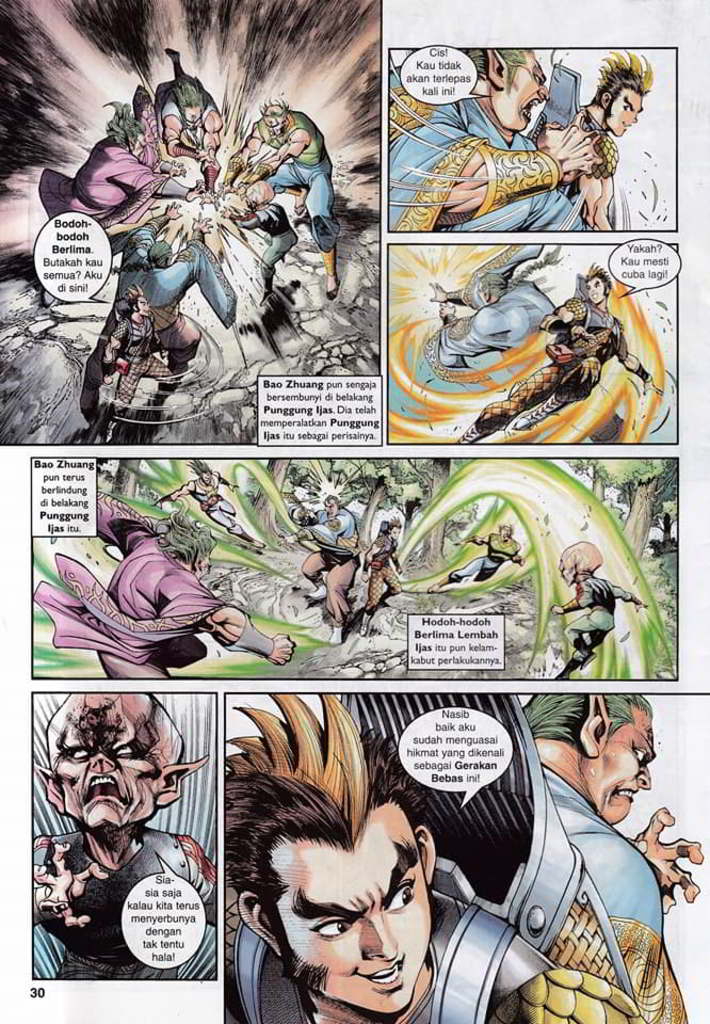 Bodoh-
bodoh
Berlima.
Butakah kau
semua? Aku
di sini!
Bao Zhuang pun sengaja
bersembunyi di belakang
Punggung Ijas. Dia telah
memperalatkan Punggung
Ijas itu sebagai perisainya.
Cis!
Kau tidak
akan terlepas
kali ini!
Yakah?
Kau mesti
cuba lagi!
Bao Zhuang
pun terus
berlindung
di belakang
Punggung
Ijas itu.
Hodoh-hodoh
Berlima Lembah
Ijas itu pun kelam-
kabut perlakukannya.
Sia-
sia saja
kalau kita terus
menyerbunya
dengan
tak tentu
hala!
Nasib
baik aku
sudah menguasai
hikmat yang dikenali
sebagai Gerakan
Bebas ini!
30